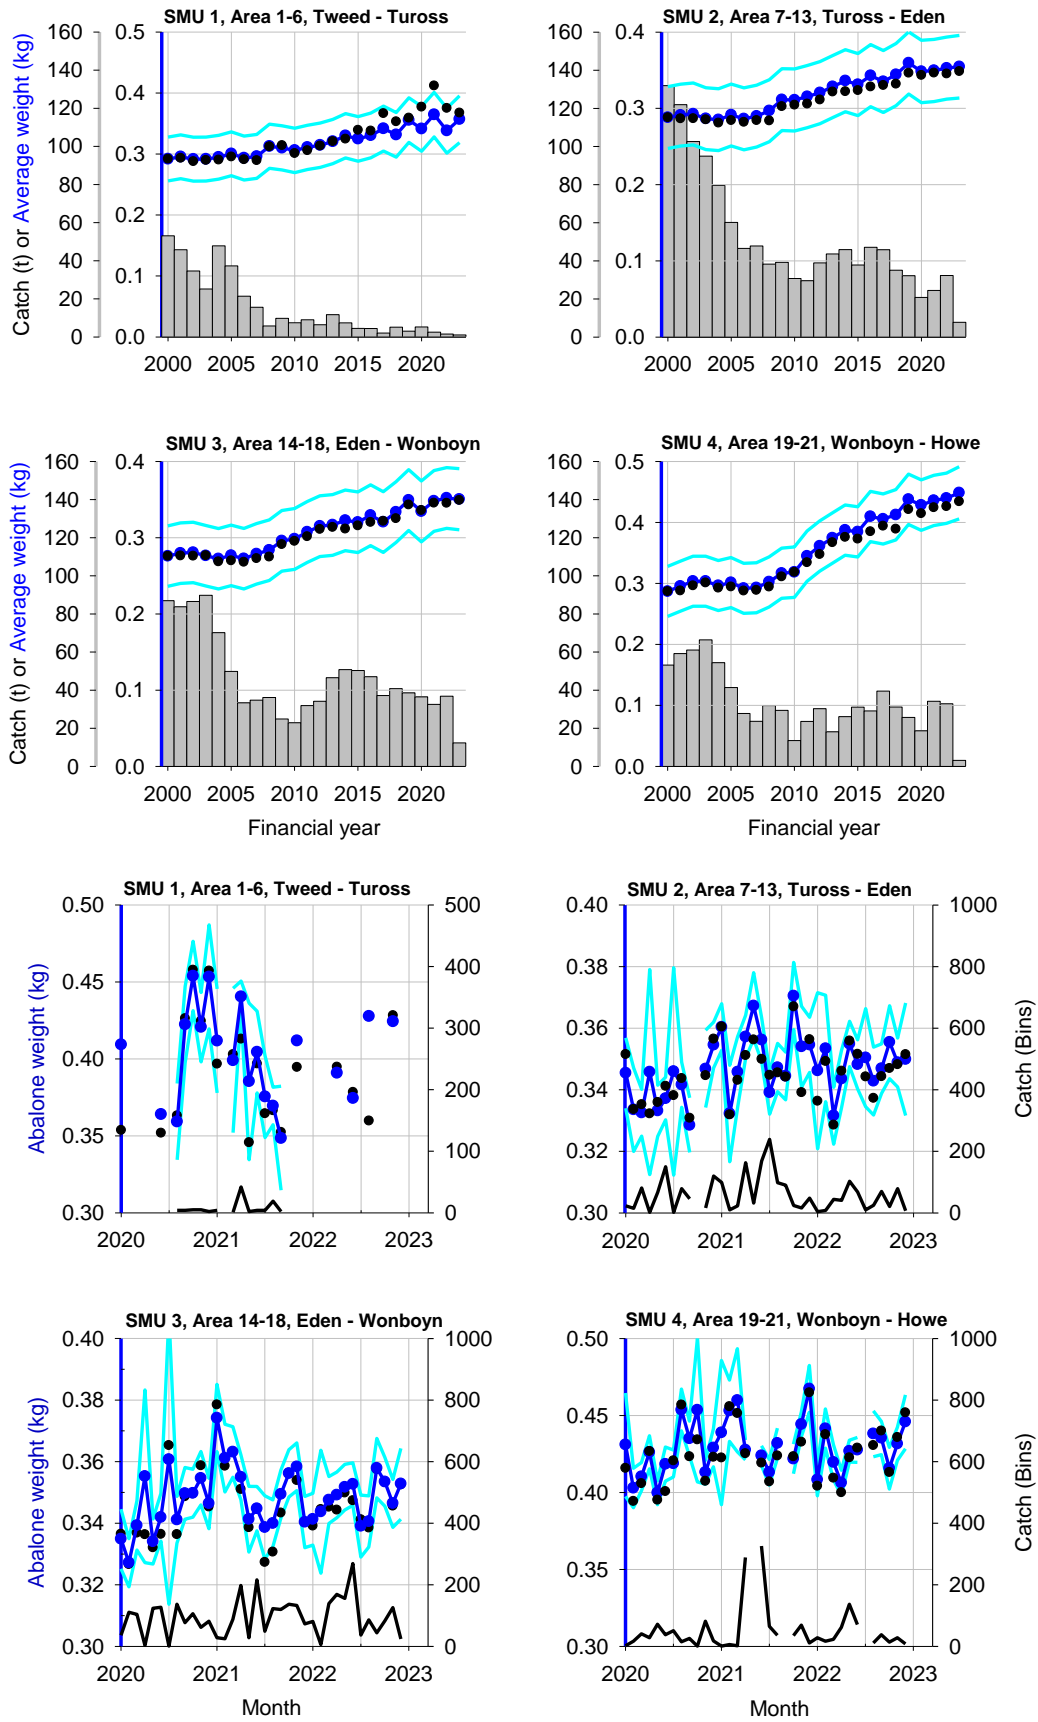 SMU 1, Area 1-6, Tweed - Tuross
SMU 2, Area 7-13, Tuross - Eden
Catch (t) or Average weight (kg)
160 0.5 160 0.4
140 140
120 0.4 120 0.3
100 0.3 100
80 80 0.2
60 0.2 60
40 0.1 40 0.1
20 20
0 0.0 0 0.0
2000 2005 2010 2015 2020 2000 2005 2010 2015 2020
SMU 3, Area 14-18, Eden - Wonboyn
SMU 4, Area 19-21, Wonboyn - Howe
Catch (t) or Average weight (kg)
160 0.4 160 0.5
140 140
120 0.3 120 0.4
100 100 0.3
80 0.2 80
60 60 0.2
40 0.1 40 0.1
20 20
0 0.0 0 0.0
2000 2005 2010 2015 2020 2000 2005 2010 2015 2020
Financial year Financial year
SMU 1, Area 1-6, Tweed - Tuross
SMU 2, Area 7-13, Tuross - Eden
Abalone weight (kg)
Catch (Bins)
0.50 500 0.40 1000
0.45 400 0.38 800
300 0.36 600
0.40
200 0.34 400
0.35
100 0.32 200
0.30 0 0.30 0
2020 2021 2022 2023 2020 2021 2022 2023
SMU 3, Area 14-18, Eden - Wonboyn
SMU 4, Area 19-21, Wonboyn - Howe
Abalone weight (kg)
Catch (Bins)
0.40 1000 0.50 1000
0.38 800 0.45 800
0.36 600 600
0.40
0.34 400 400
0.35
0.32 200 200
0.30 0 0.30 0
2020 2021 2022 2023 2020 2021 2022 2023
Month Month